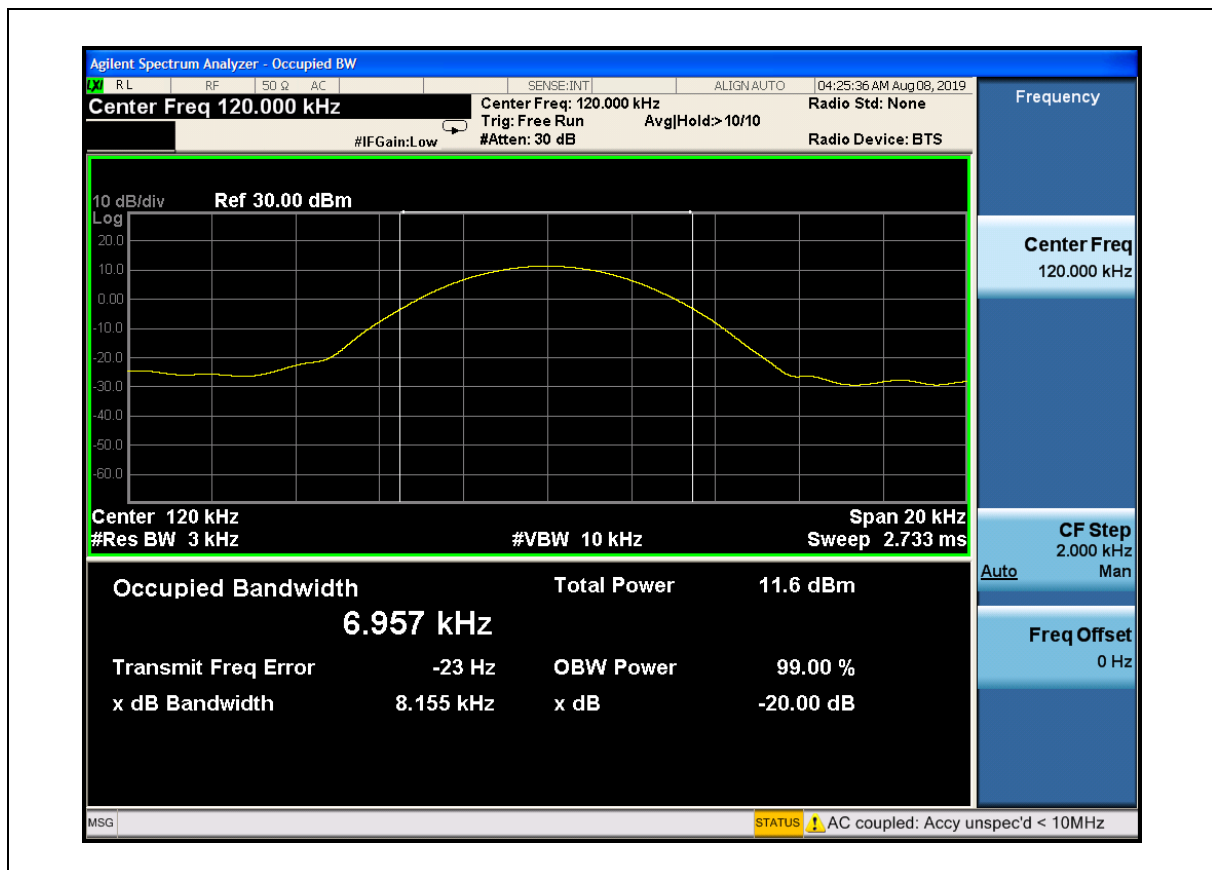 Agilent Spectrum Analyzer - Occupied BW
LXI RL RF 50 Ω AC SENSE:INT ALIGN AUTO 04:25:36 AM Aug 08, 2019
Center Freq 120.000 kHz
Center Freq: 120.000 kHz Radio Std: None
Trig: Free Run Avg|Hold:>10/10
#IFGain:Low #Atten: 30 dB Radio Device: BTS
10 dB/div Ref 30.00 dBm
Log
20.0
10.0
0.00
-10.0
-20.0
-30.0
-40.0
-50.0
-60.0
Center 120 kHz Span 20 kHz
#Res BW 3 kHz #VBW 10 kHz Sweep 2.733 ms
Occupied Bandwidth Total Power 11.6 dBm
6.957 kHz
Transmit Freq Error -23 Hz OBW Power 99.00 %
x dB Bandwidth 8.155 kHz x dB -20.00 dB
Frequency
Center Freq
120.000 kHz
CF Step
2.000 kHz
Auto Man
Freq Offset
0 Hz
MSG STATUS AC coupled: Accy unspec'd < 10MHz